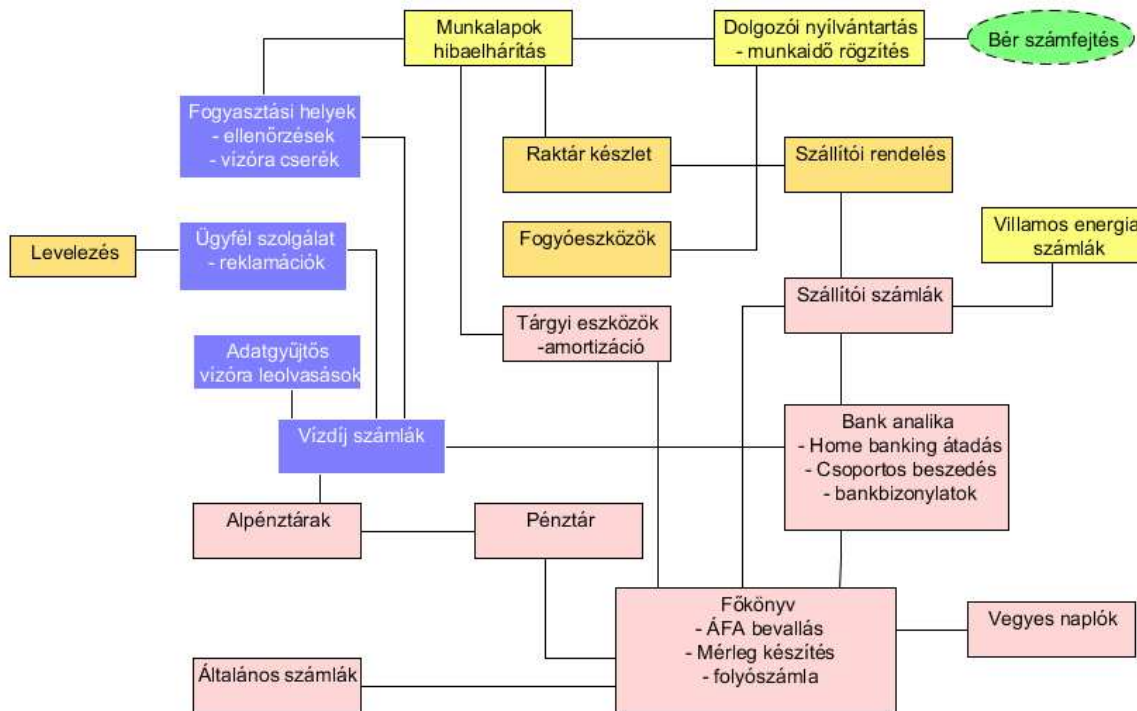 Munkalapok
hibaelhárítás
Dolgozói nyílvántartás
- munkaidő rögzítés
Bér számfejtés
Fogyasztási helyek
- ellenőrzések
- vízóra cserék
Raktár készlet
Szállítói rendelés
Levelezés
Ügyfél szolgálat
- reklamációk
Fogyóeszközök
Villamos energia
számlák
Szállítói számlák
Tárgyi eszközök
-amortizáció
Adatgyűjtős
vízóra leolvasások
Vízdíj számlák
Bank analika
- Home banking átadás
- Csoportos beszedés
- bankbizonylatok
Alpénztárak
Pénztár
Főkönyv
- ÁFA bevallás
- Mérleg készítés
- folyószámla
Vegyes naplók
Általános számlák